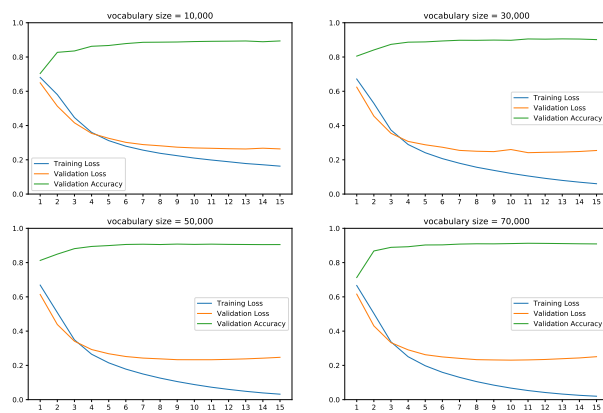 vocabulary size = 10,000
1.0
0.8
0.6
0.4
0.2
0.0
Training Loss
Validation Loss
Validation Accuracy
1 2 3 4 5 6 7 8 9 10 11 12 13 14 15
vocabulary size = 30,000
1.0
0.8
0.6
0.4
0.2
0.0
Training Loss
Validation Loss
Validation Accuracy
1 2 3 4 5 6 7 8 9 10 11 12 13 14 15
vocabulary size = 50,000
1.0
0.8
0.6
0.4
0.2
0.0
Training Loss
Validation Loss
Validation Accuracy
1 2 3 4 5 6 7 8 9 10 11 12 13 14 15
vocabulary size = 70,000
1.0
0.8
0.6
0.4
0.2
0.0
Training Loss
Validation Loss
Validation Accuracy
1 2 3 4 5 6 7 8 9 10 11 12 13 14 15